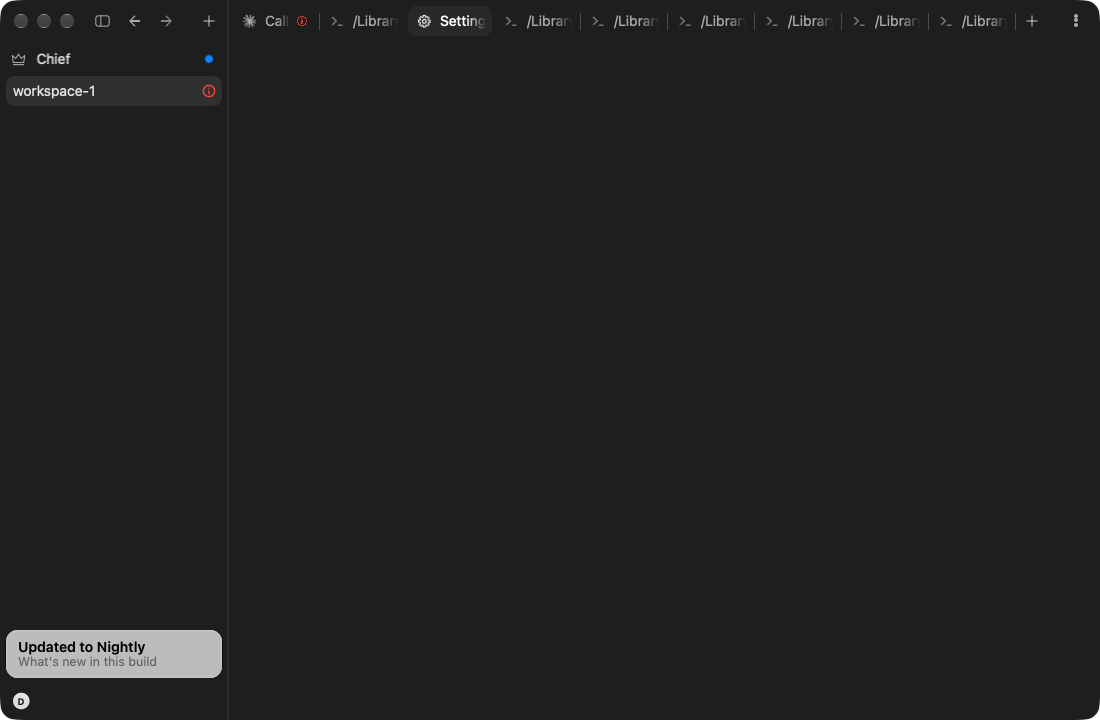 Call
/Library
Setting
/Library
/Library
/Library
/Library
/Library
/Library
Chief
workspace-1
Updated to Nightly
What's new in this build
D